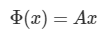 Φ(x) = Ax